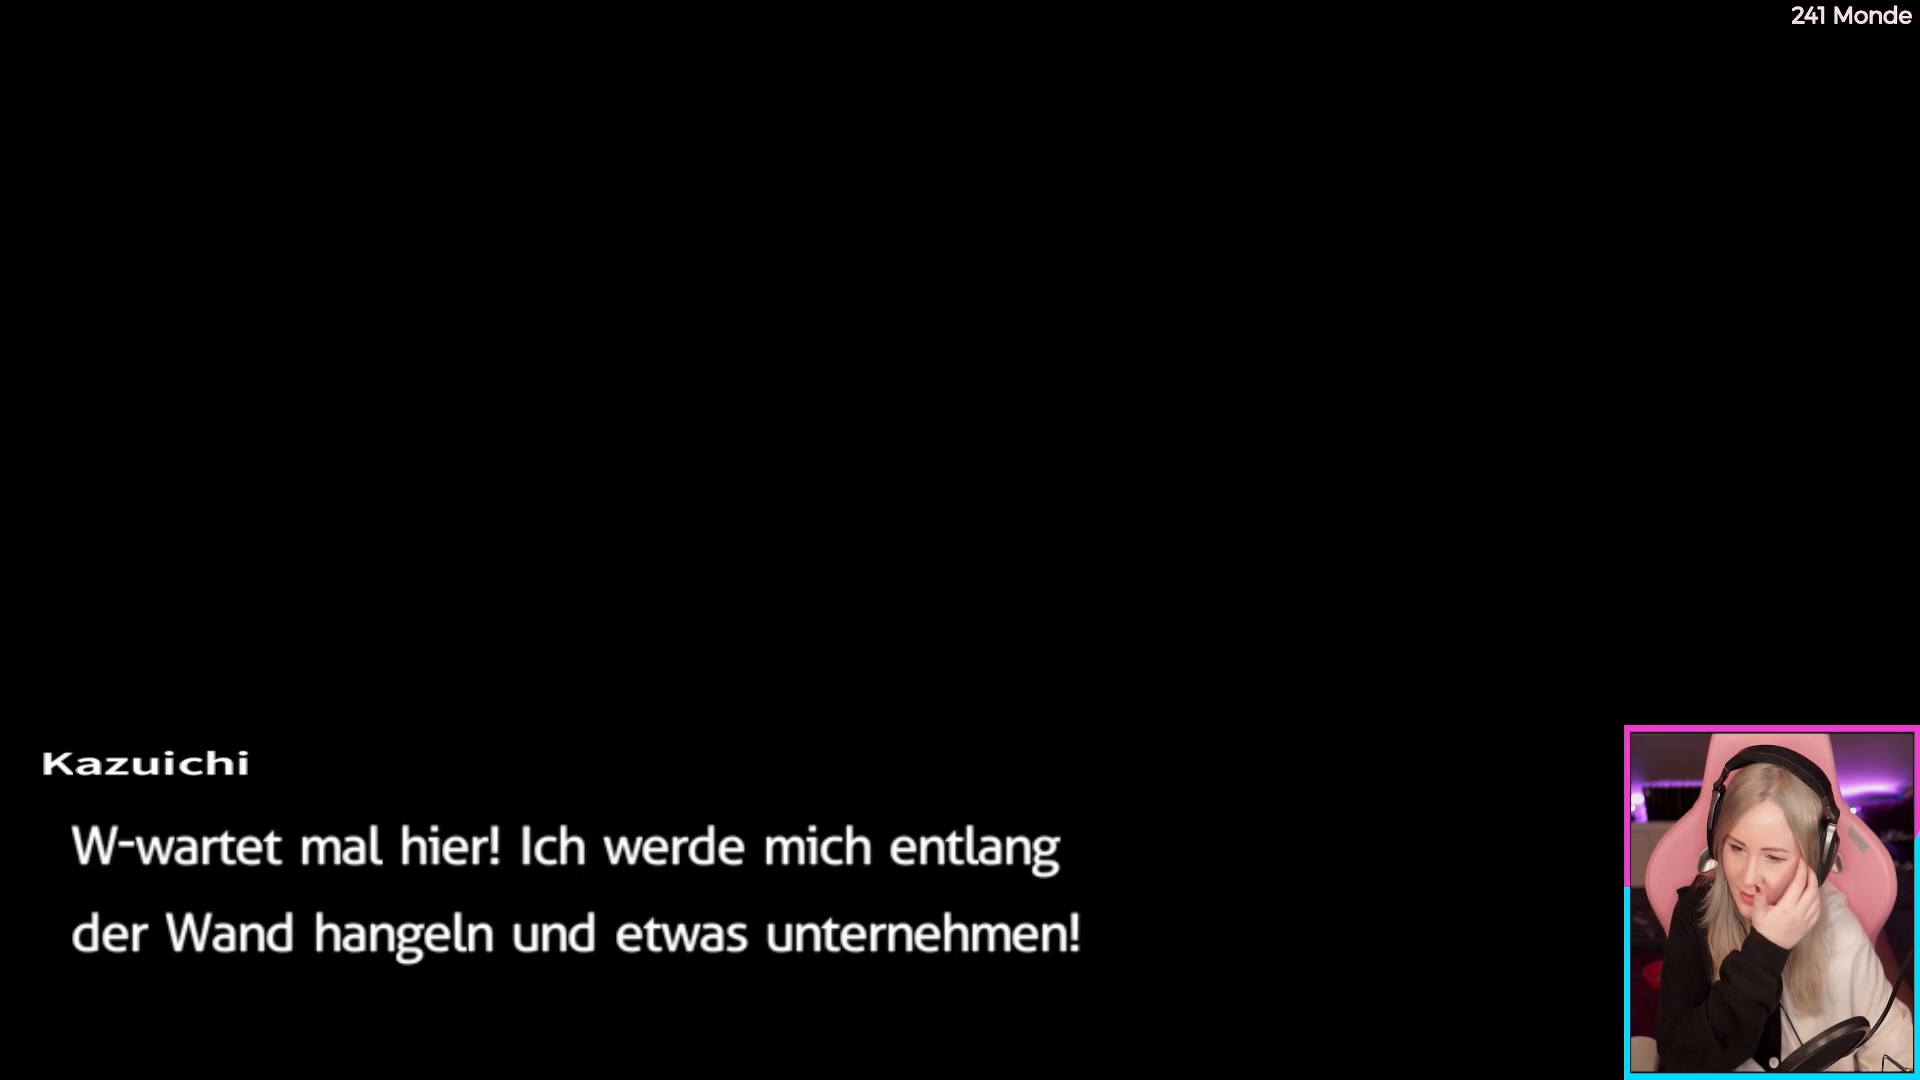 241 Monde
Kazuichi
W-wartet mal hier! Ich werde mich entlang
der Wand hangeln und etwas unternehmen!